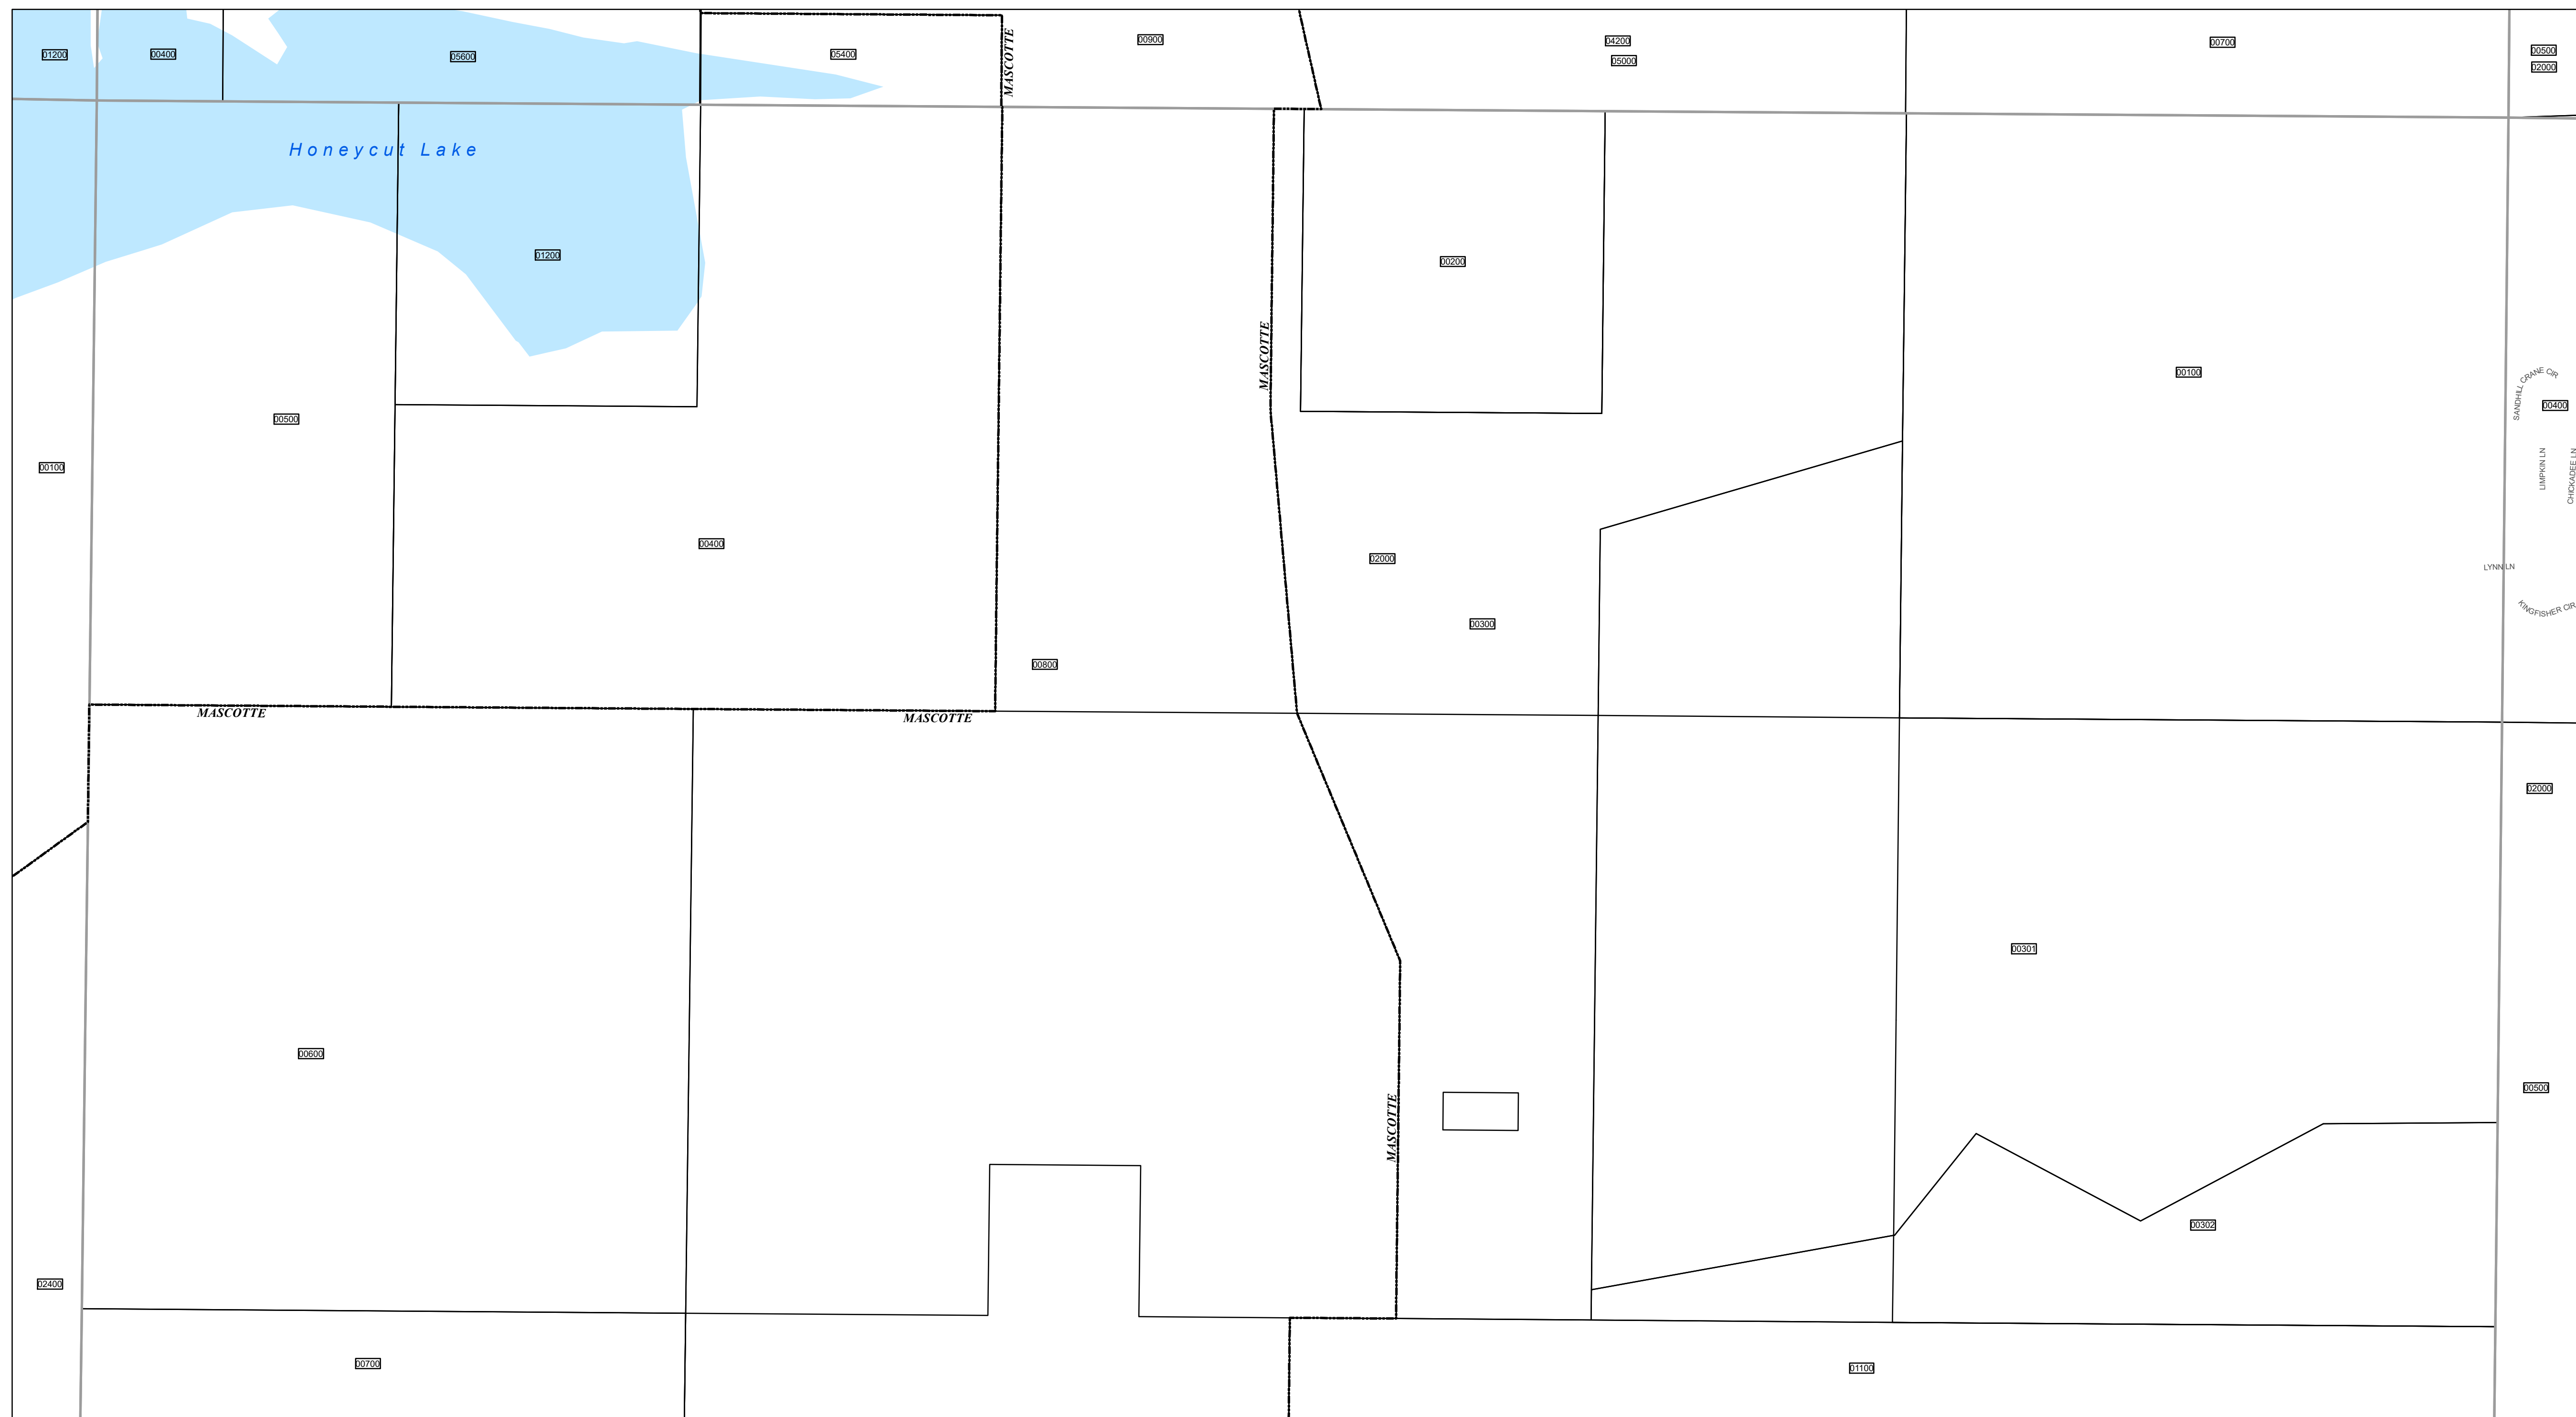 01200
00400
05600
05400
MASCOTTE
00900
04200
05000
00700
00500
02000
Honeycut Lake
01200
00200
MASCOTTE
00100
SANDHILL CRANE CIR
00400
00500
00100
LIMPKIN LN
CHICKADEE LN
00400
02000
LYNN LN
KINGFISHER CIR
00300
00800
MASCOTTE
MASCOTTE
02000
00301
00600
00500
MASCOTTE
00302
02400
00700
01100